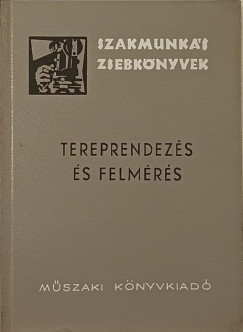 SZAKMUNKÁS
ZSEBKÖNYVEK
TEREPRENDEZÉS
ÉS FELMÉRÉS
MŰSZAKI KÖNYVKIADÓ